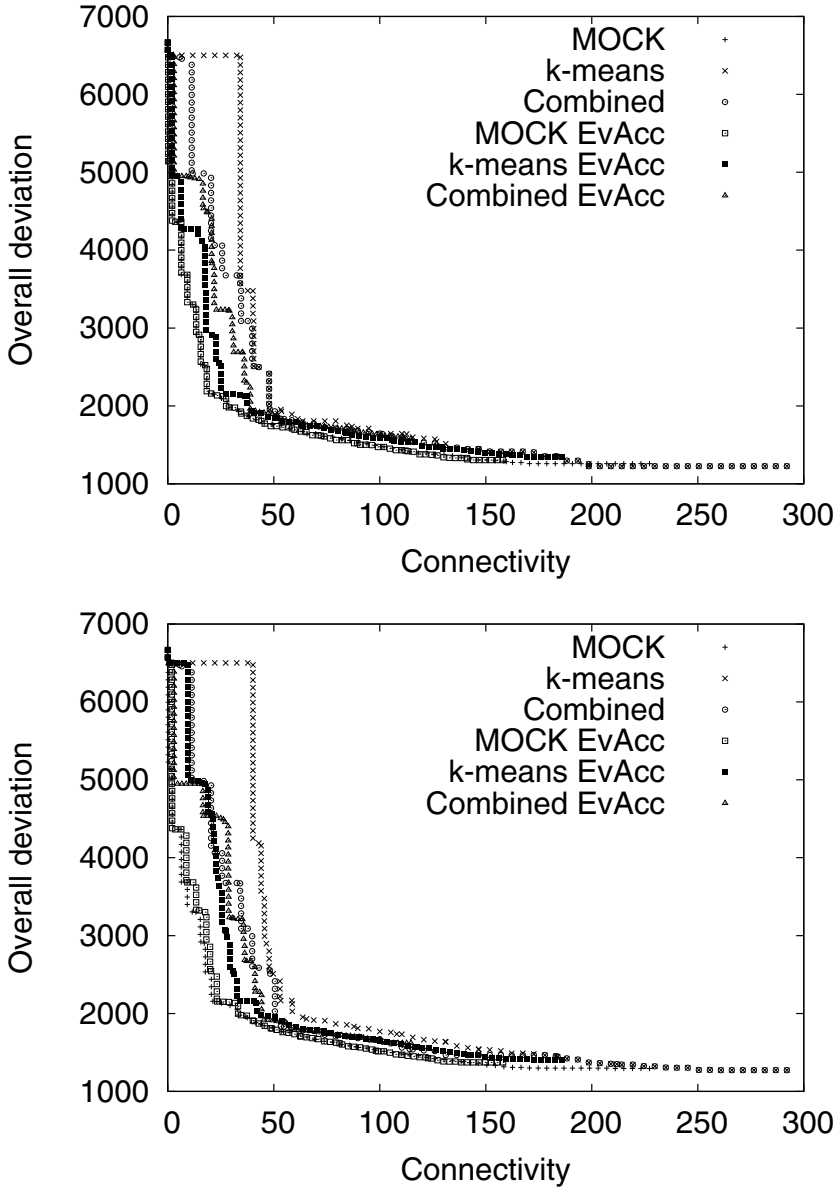 7000
6000
5000
4000
3000
2000
1000
Overall deviation
MOCK
k-means
Combined
MOCK EvAcc
k-means EvAcc
Combined EvAcc
0 50 100 150 200 250 300
Connectivity
7000
6000
5000
4000
3000
2000
1000
Overall deviation
MOCK
k-means
Combined
MOCK EvAcc
k-means EvAcc
Combined EvAcc
0 50 100 150 200 250 300
Connectivity